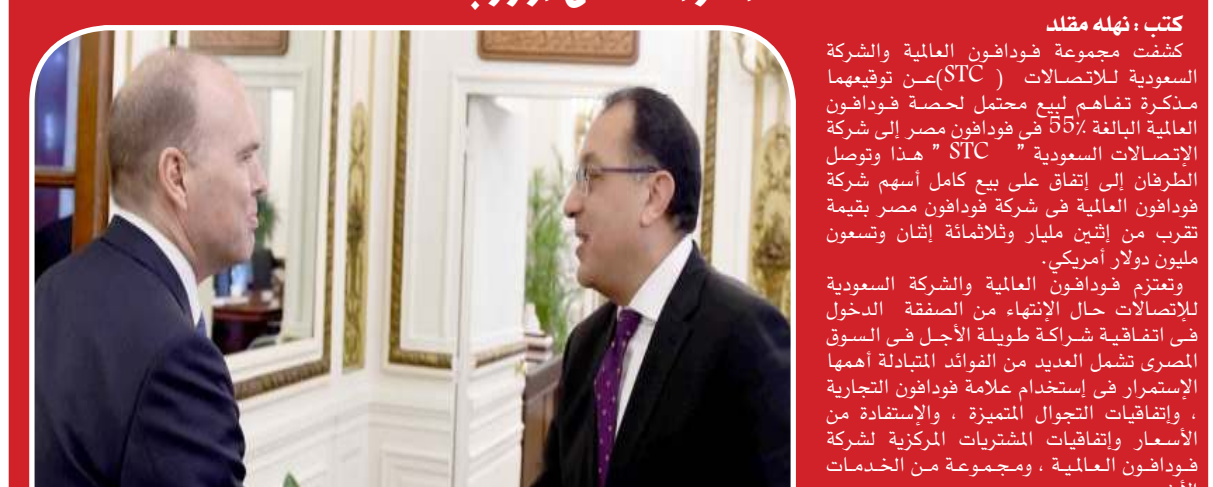 كتب : نهله مقلد
كشفت مجموعة فودافون العالمية والشركة
السعودية للاتصالات ( STC)عن توقيعهما
مذكرة تفاهم لبيع محتمل لحصة فودافون
العالمية البالغة 55٪ فى فودافون مصر إلى شركة
الإتصالات السعودية " STC " هذا وتوصل
الطرفان إلى إتفاق على بيع كامل أسهم شركة
فودافون العالمية فى شركة فودافون مصر بقيمة
تقرب من إثنين مليار وثلاثمائة إثنان وتسعون
مليون دولار أمريكي.
وتعتزم فودافون العالمية والشركة السعودية
للإتصالات حال الإنتهاء من الصفقة الدخول
فى اتفاقية شراكة طويلة الأجل فى السوق
المصرى تشمل العديد من الفوائد المتبادلة أهمها
الإستمرار فى إستخدام علامة فودافون التجارية
، وإتفاقيات التجوال المتميزة ، والإستفادة من
الأسعار وإتفاقيات المشتريات المركزية لشركة
فودافون العالمية ، ومجموعة من الخدمات